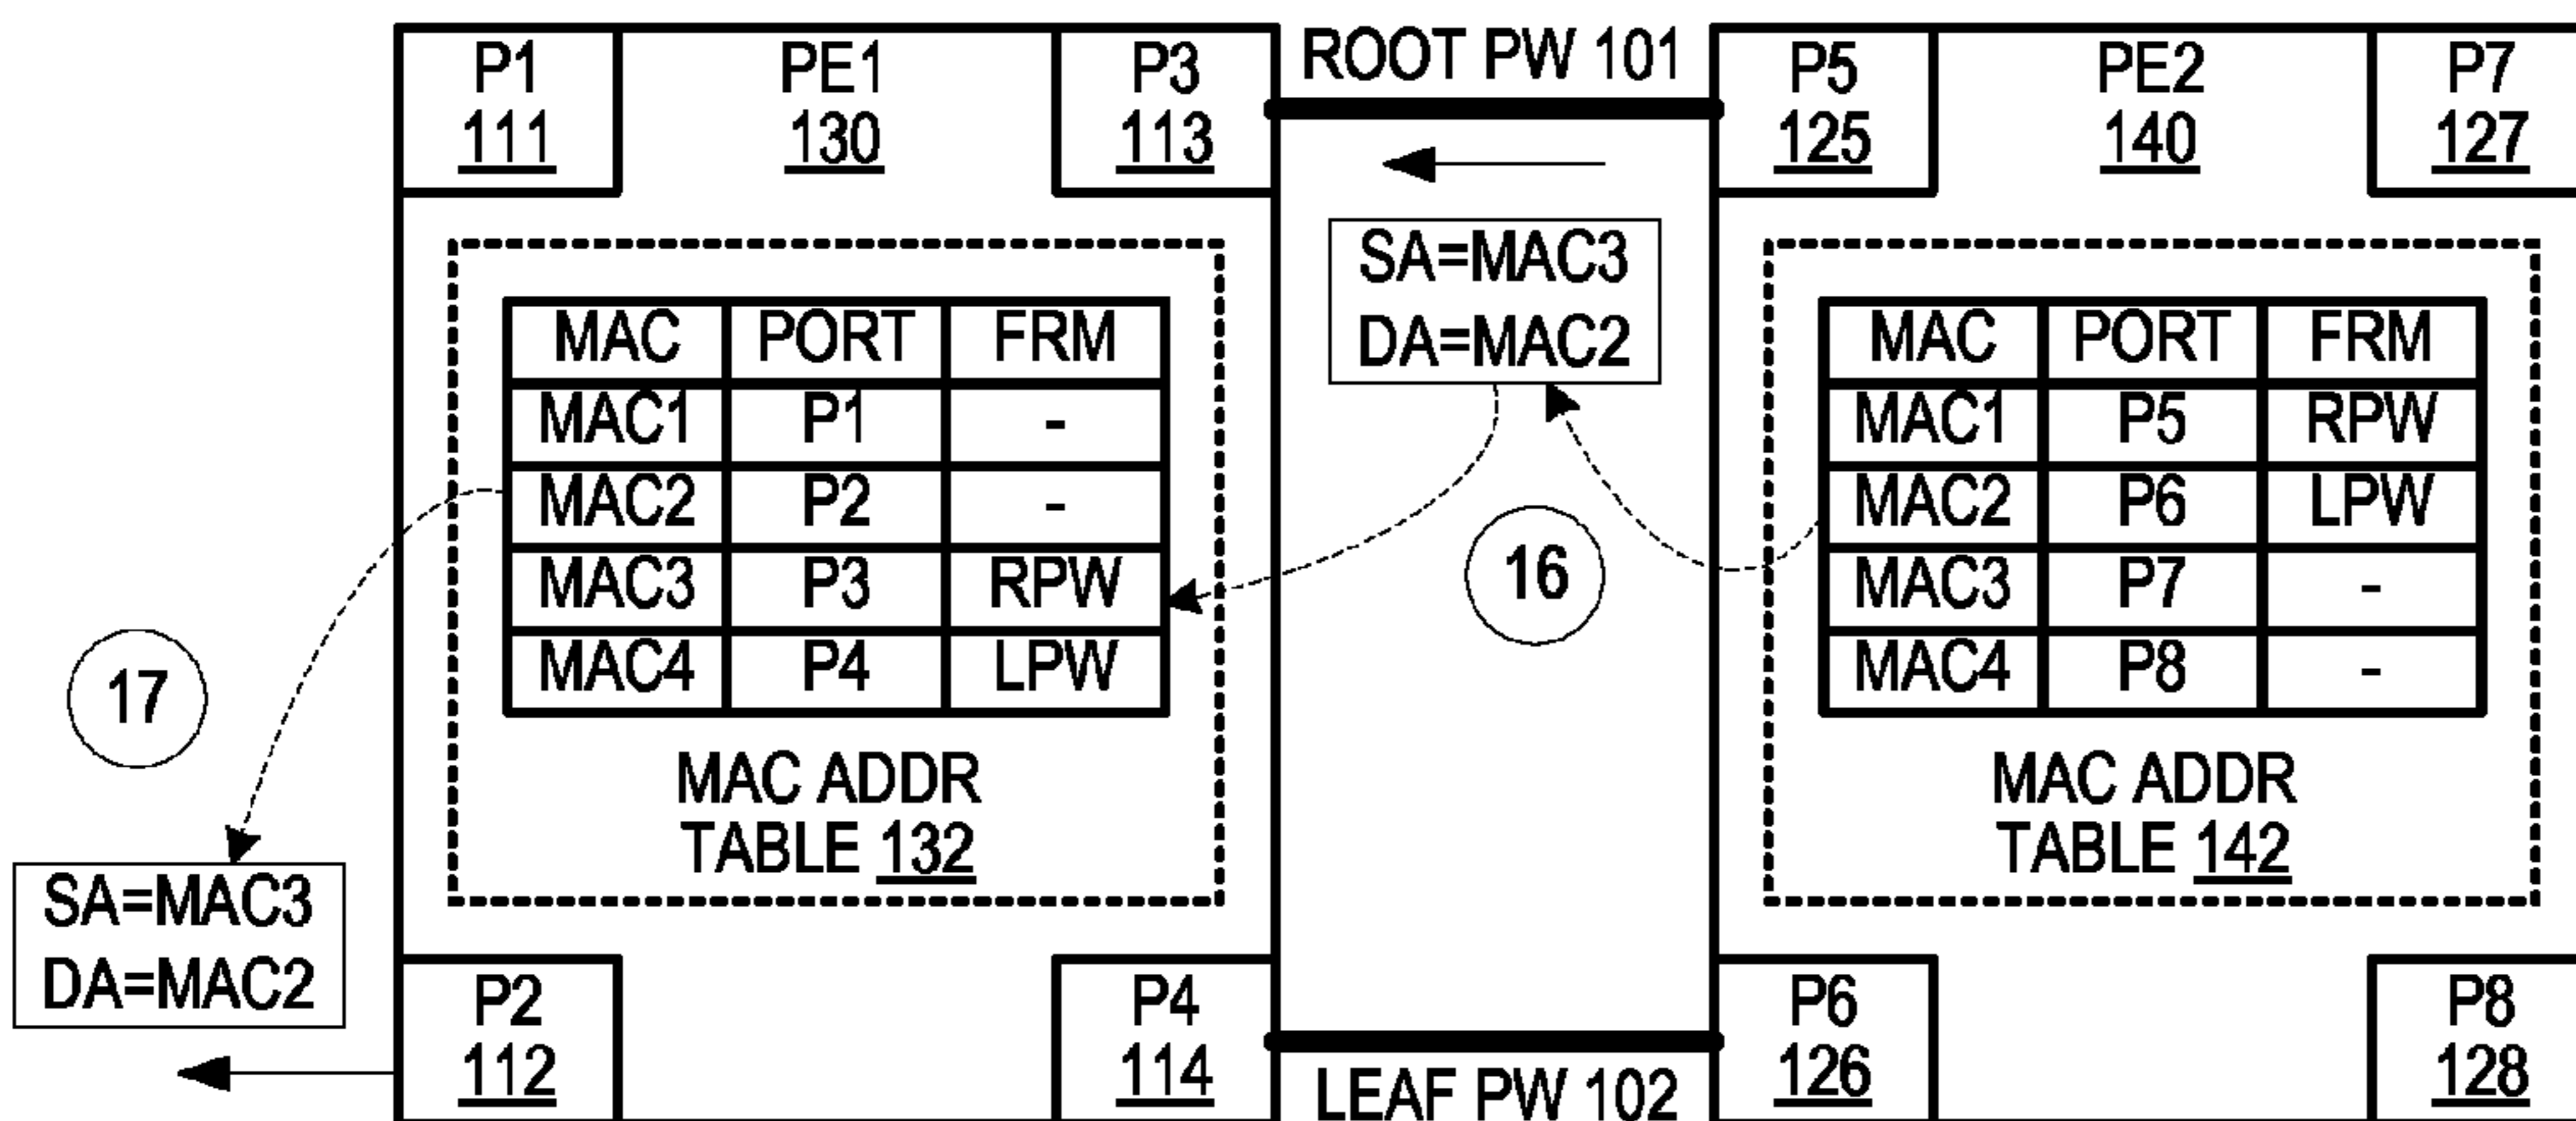 P1
111
PE1
130
P3
113
ROOT PW 101
P5
125
PE2
140
P7
127
SA=MAC3
DA=MAC2
MAC PORT FRM
MAC1 P1 -
MAC2 P2 -
MAC3 P3 RPW
MAC4 P4 LPW
MAC ADDR
TABLE 132
16
MAC PORT FRM
MAC1 P5 RPW
MAC2 P6 LPW
MAC3 P7 -
MAC4 P8 -
MAC ADDR
TABLE 142
17
SA=MAC3
DA=MAC2
P2
112
P4
114
LEAF PW 102
P6
126
P8
128